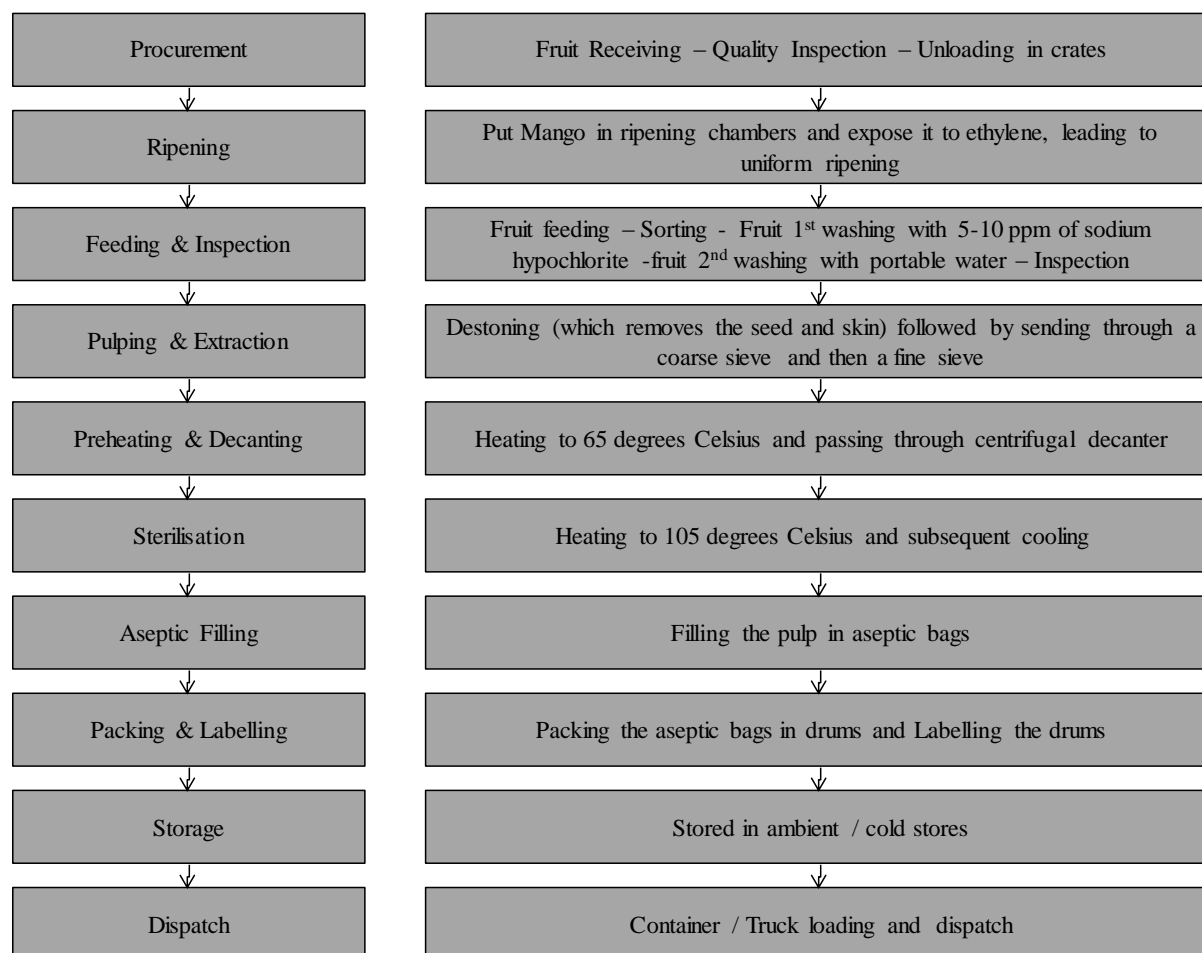 Procurement
Fruit Receiving – Quality Inspection – Unloading in crates
Ripening
Put Mango in ripening chambers and expose it to ethylene, leading to
uniform ripening
Feeding & Inspection
Fruit feeding – Sorting - Fruit 1st washing with 5-10 ppm of sodium
hypochlorite -fruit 2nd washing with portable water – Inspection
Pulping & Extraction
Destoning (which removes the seed and skin) followed by sending through a
coarse sieve and then a fine sieve
Preheating & Decanting
Heating to 65 degrees Celsius and passing through centrifugal decanter
Sterilisation
Heating to 105 degrees Celsius and subsequent cooling
Aseptic Filling
Filling the pulp in aseptic bags
Packing & Labelling
Packing the aseptic bags in drums and Labelling the drums
Storage
Stored in ambient / cold stores
Dispatch
Container / Truck loading and dispatch